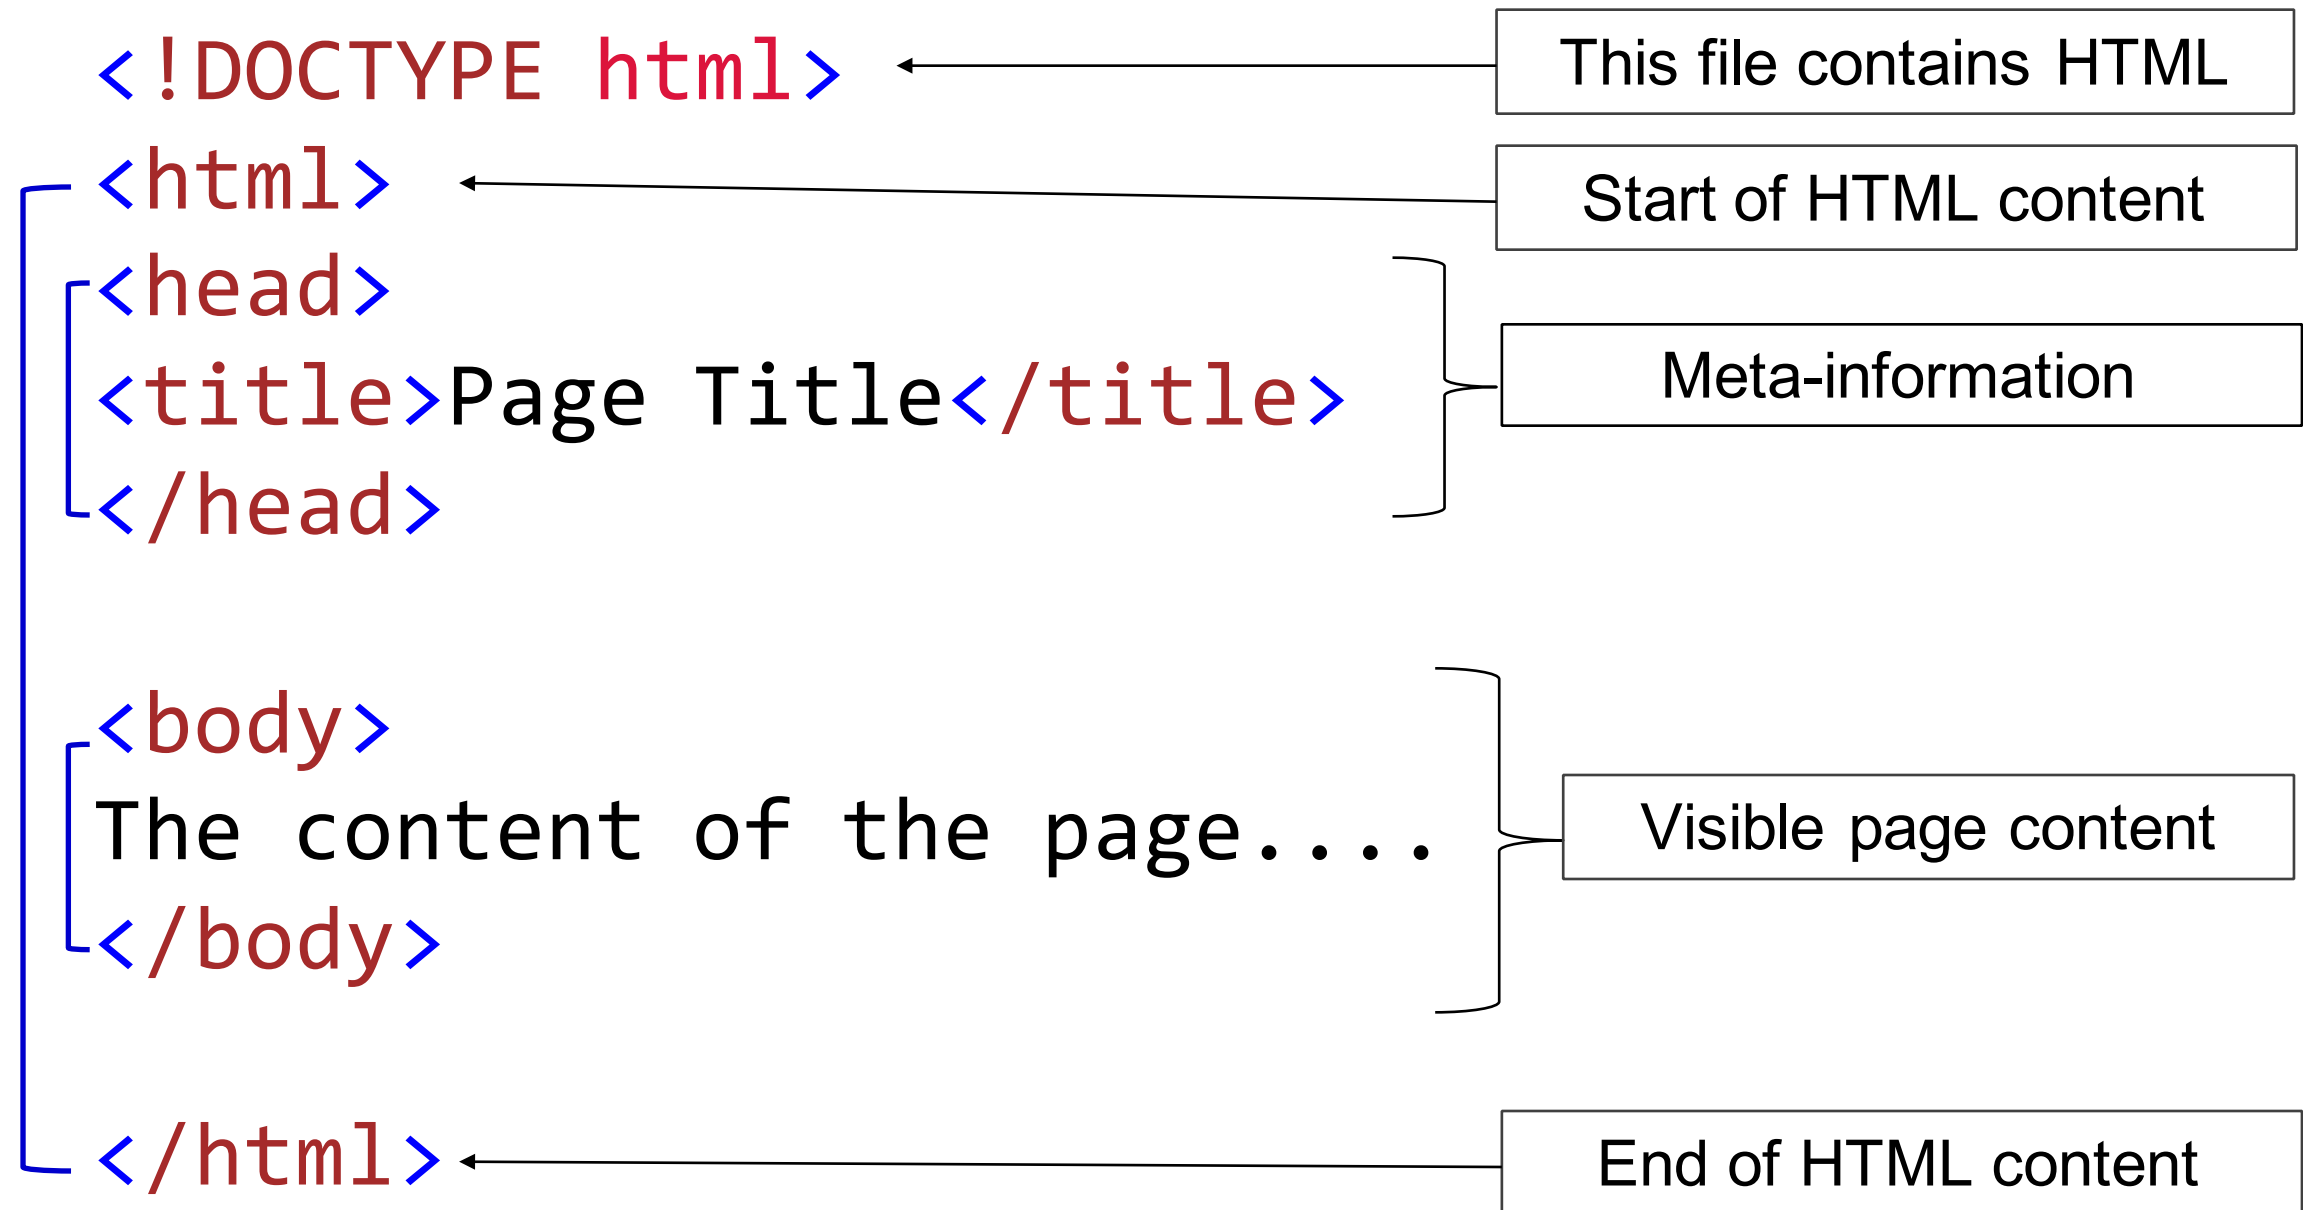 <!DOCTYPE html>
This file contains HTML
<html>
Start of HTML content
<head>
<title>Page Title</title>
Meta-information
</head>
<body>
The content of the page....
Visible page content
</body>
</html>
End of HTML content